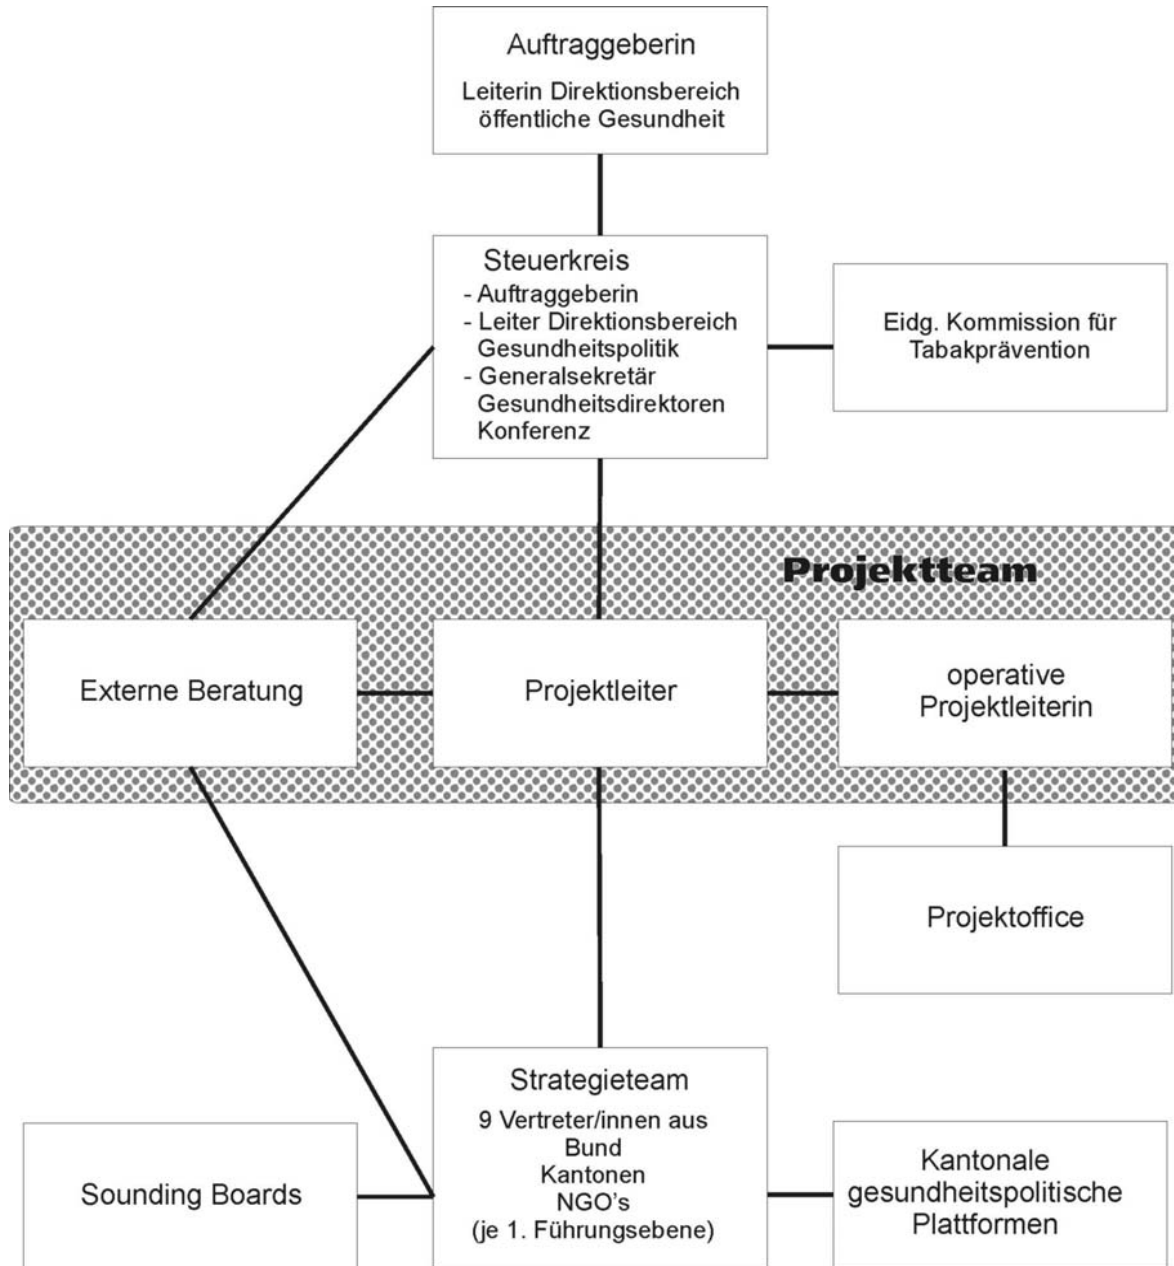 Auftraggeberin
Leiterin Direktionsbereich
öffentliche Gesundheit
Steuerkreis
- Auftraggeberin
- Leiter Direktionsbereich
Gesundheitspolitik
- Generalsekretär
Gesundheitsdirektoren
Konferenz
Eidg. Kommission für
Tabakprävention
Projektteam
Externe Beratung
Projektleiter
operative
Projektleiterin
Projektoffice
Strategieteam
9 Vertreter/innen aus
Bund
Kantonen
NGO's
(je 1. Führungsebene)
Sounding Boards
Kantonale
gesundheitspolitische
Plattformen